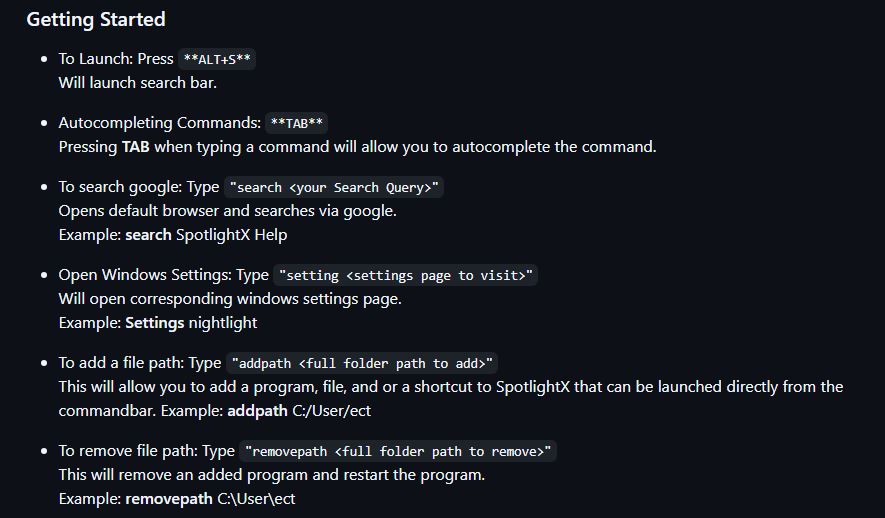 Getting Started
• To Launch: Press **ALT+S**
Will launch search bar.
• Autocompleting Commands: **TAB**
Pressing TAB when typing a command will allow you to autocomplete the command.
• To search google: Type "search <your Search Query>"
Opens default browser and searches via google.
Example: search SpotlightX Help
• Open Windows Settings: Type "setting <settings page to visit>"
Will open corresponding windows settings page.
Example: Settings nightlight
• To add a file path: Type "addpath <full folder path to add>"
This will allow you to add a program, file, and or a shortcut to SpotlightX that can be launched directly from the
commandbar. Example: addpath C:/User/ect
• To remove file path: Type "removepath <full folder path to remove>"
This will remove an added program and restart the program.
Example: removepath C:\User\ect